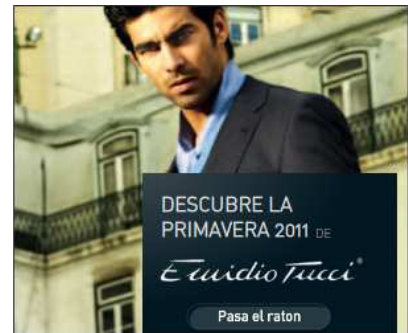 DESCUBRE LA
PRIMAVERA 2011 DE
Emidio Tucci®
Pasa el raton